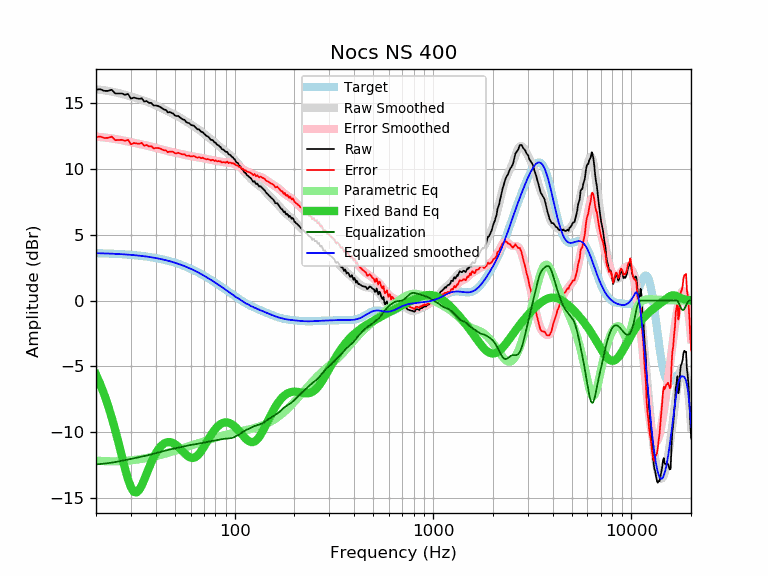 Nocs NS 400
Target
Raw Smoothed
Error Smoothed
Raw
Error
Parametric Eq
Fixed Band Eq
Equalization
Equalized smoothed
Amplitude (dBr)
15
10
5
0
−5
−10
−15
100
1000
10000
Frequency (Hz)